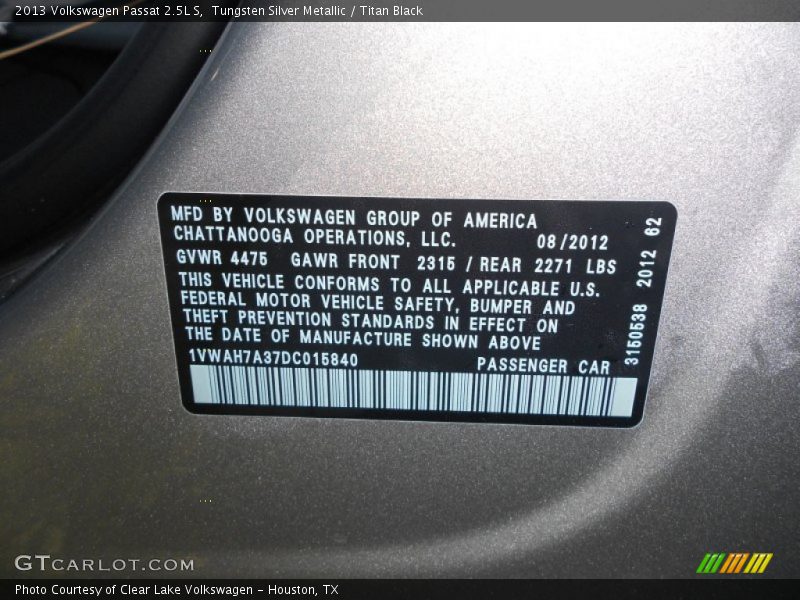 2013 Volkswagen Passat 2.5L S,  Tungsten Silver Metallic / Titan Black
MFD BY VOLKSWAGEN GROUP OF AMERICA
CHATTANOOGA OPERATIONS, LLC. 08/2012
GVWR 4475 GAWR FRONT 2315 / REAR 2271 LBS
THIS VEHICLE CONFORMS TO ALL APPLICABLE U.S.
FEDERAL MOTOR VEHICLE SAFETY, BUMPER AND
THEFT PREVENTION STANDARDS IN EFFECT ON
THE DATE OF MANUFACTURE SHOWN ABOVE
1VWAH7A37DC015840 PASSENGER CAR
3150538 2012 62
GTCARLOT.COM
Photo Courtesy of Clear Lake Volkswagen - Houston, TX